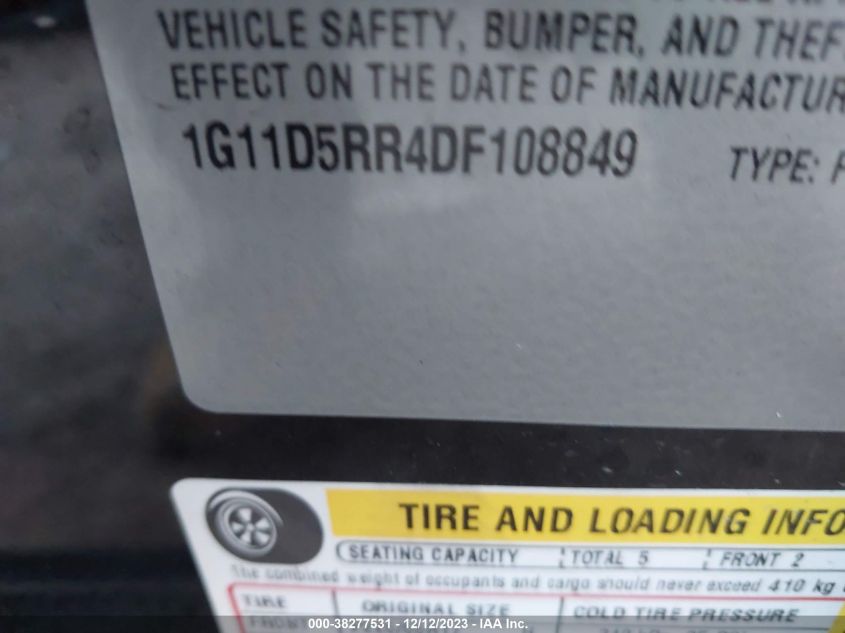 VEHICLE SAFETY, BUMPER, AND THEF
EFFECT ON THE DATE OF MANUFACTUR
1G11D5RR4DF108849 TYPE:
TIRE AND LOADING INFO
SEATING CAPACITY TOTAL 5 FRONT 2
The combined weight of occupants and cargo should never exceed 410 kg
TIRE ORIGINAL SIZE COLD TIRE PRESSURE
FRONT
000-38277531 - 12/12/2023 - IAA Inc.